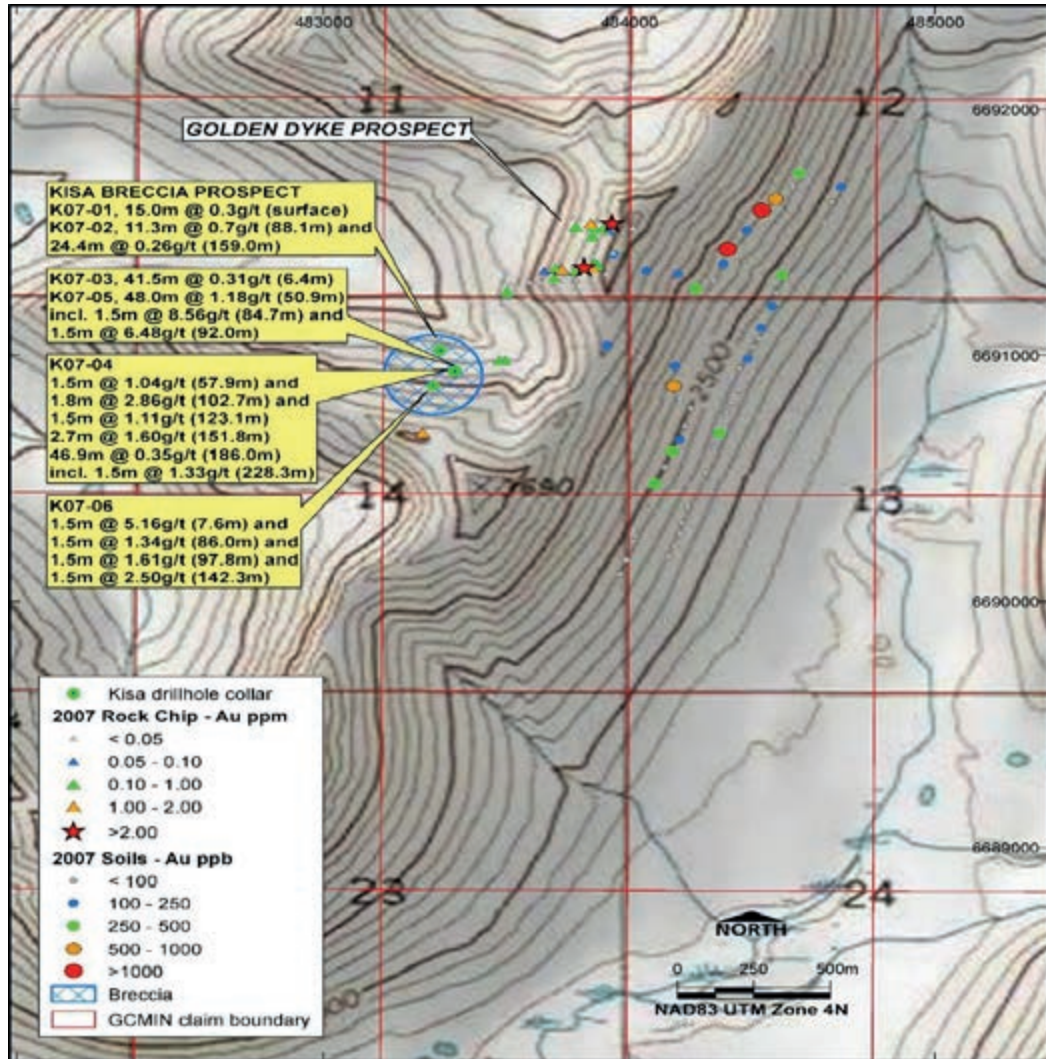 483000
484000
485000
11
12
6692000
GOLDEN DYKE PROSPECT
KISA BRECCIA PROSPECT
K07-01, 15.0m @ 0.3g/t (surface)
K07-02, 11.3m @ 0.7g/t (88.1m) and
24.4m @ 0.26g/t (159.0m)
K07-03, 41.5m @ 0.31g/t (6.4m)
K07-05, 48.0m @ 1.18g/t (50.9m)
incl. 1.5m @ 8.56g/t (84.7m) and
1.5m @ 6.48g/t (92.0m)
6691000
2500
K07-04
1.5m @ 1.04g/t (57.9m) and
1.8m @ 2.86g/t (102.7m) and
1.5m @ 1.11g/t (123.1m)
2.7m @ 1.60g/t (151.8m)
46.9m @ 0.35g/t (186.0m)
incl. 1.5m @ 1.33g/t (228.3m)
14
13
K07-06
1.5m @ 5.16g/t (7.6m) and
1.5m @ 1.34g/t (86.0m) and
1.5m @ 1.61g/t (97.8m) and
1.5m @ 2.50g/t (142.3m)
6690000
Kisa drillhole collar
2007 Rock Chip - Au ppm
< 0.05
0.05 - 0.10
0.10 - 1.00
1.00 - 2.00
>2.00
6689000
2007 Soils - Au ppb
< 100
100 - 250
250 - 500
500 - 1000
>1000
Breccia
GCMIN claim boundary
23
24
NORTH
0 250 500m
NAD83 UTM Zone 4N